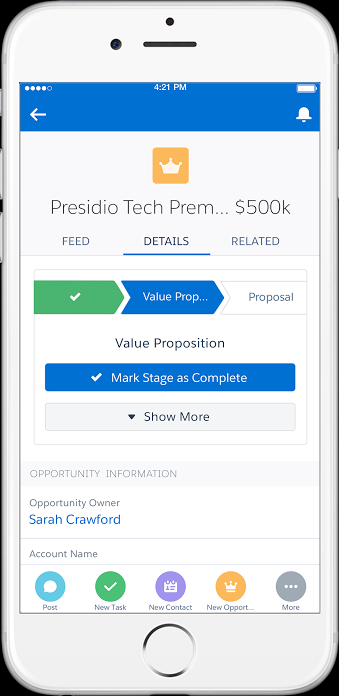 4:21 PM
Presidio Tech Prem... $500k
FEED DETAILS RELATED
Value Prop... Proposal
Value Proposition
Mark Stage as Complete
Show More
OPPORTUNITY INFORMATION
Opportunity Owner
Sarah Crawford
Account Name
Post New Task New Contact New Opport... More